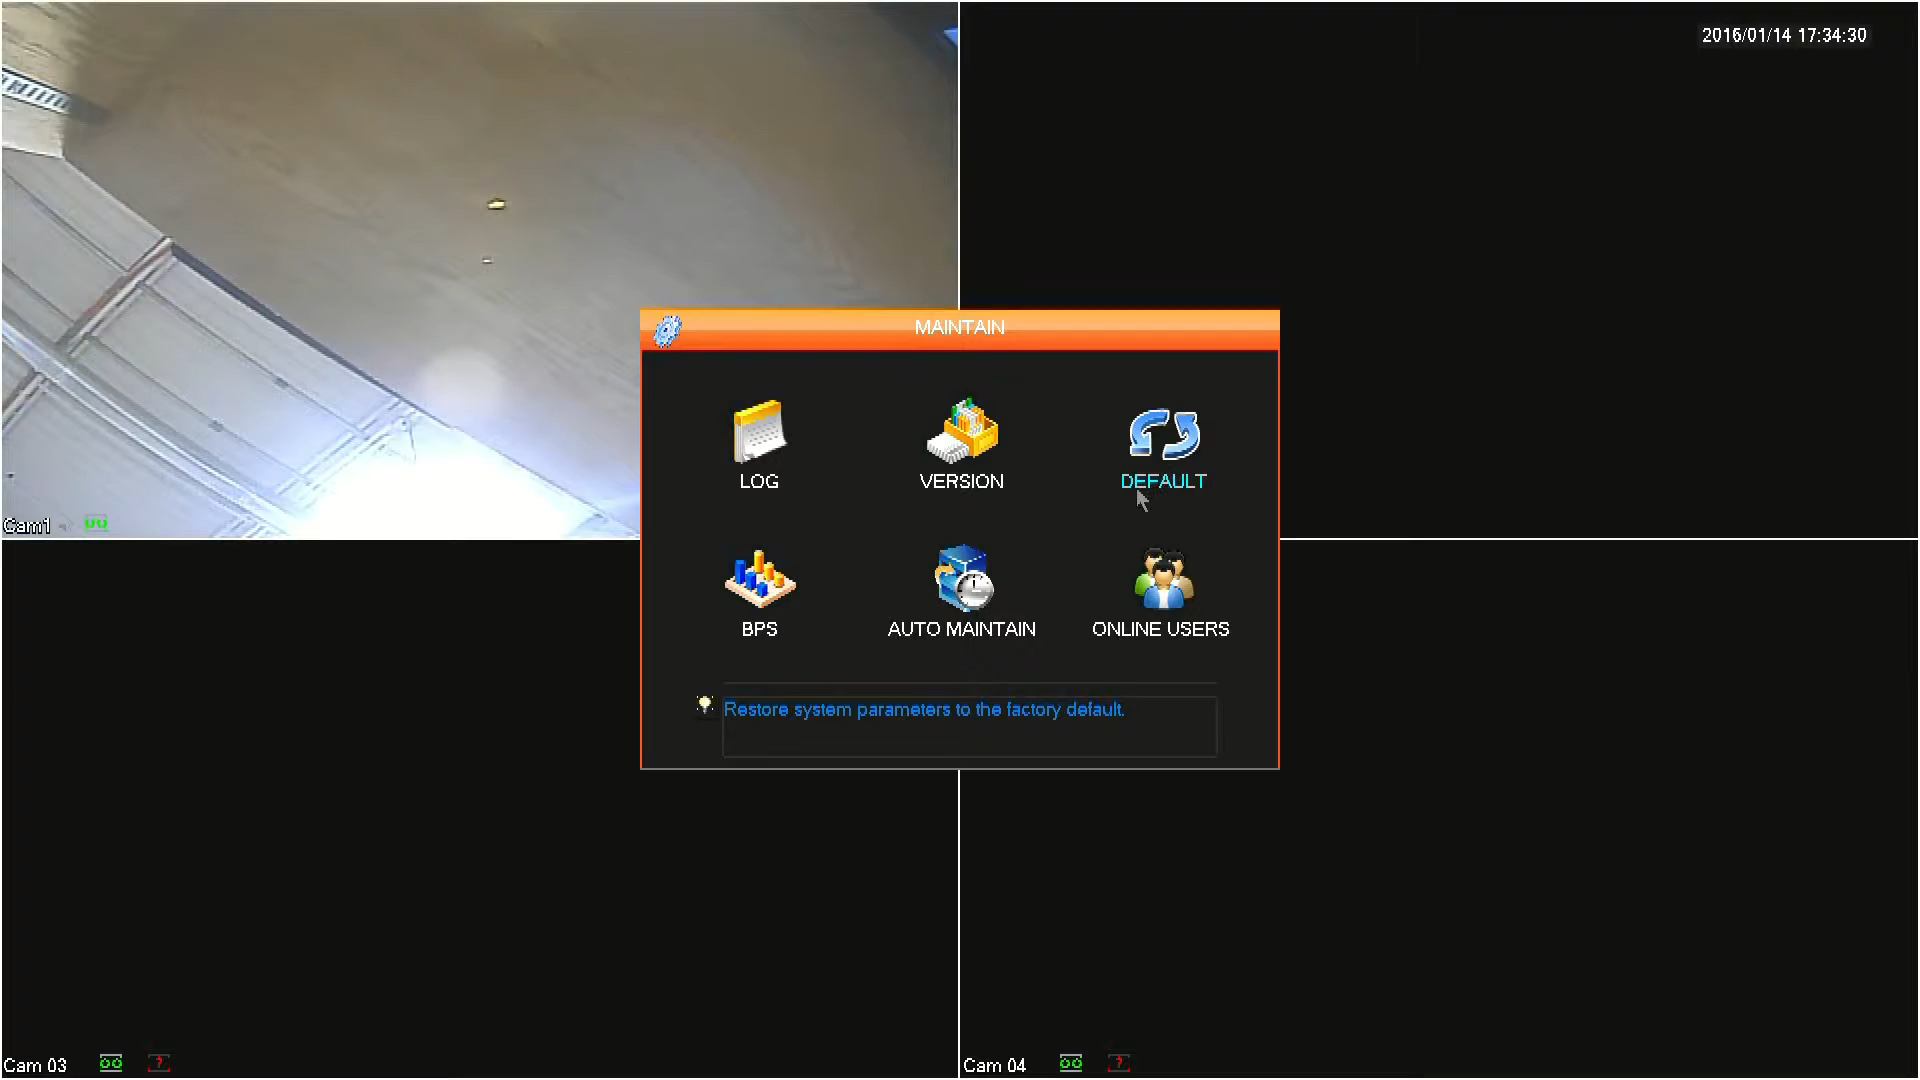 2016/01/14 17:34:30
MAINTAIN
LOG
VERSION
DEFAULT
BPS
AUTO MAINTAIN
ONLINE USERS
Restore system parameters to the factory default.
Cam1
Cam 03
?
Cam 04
?